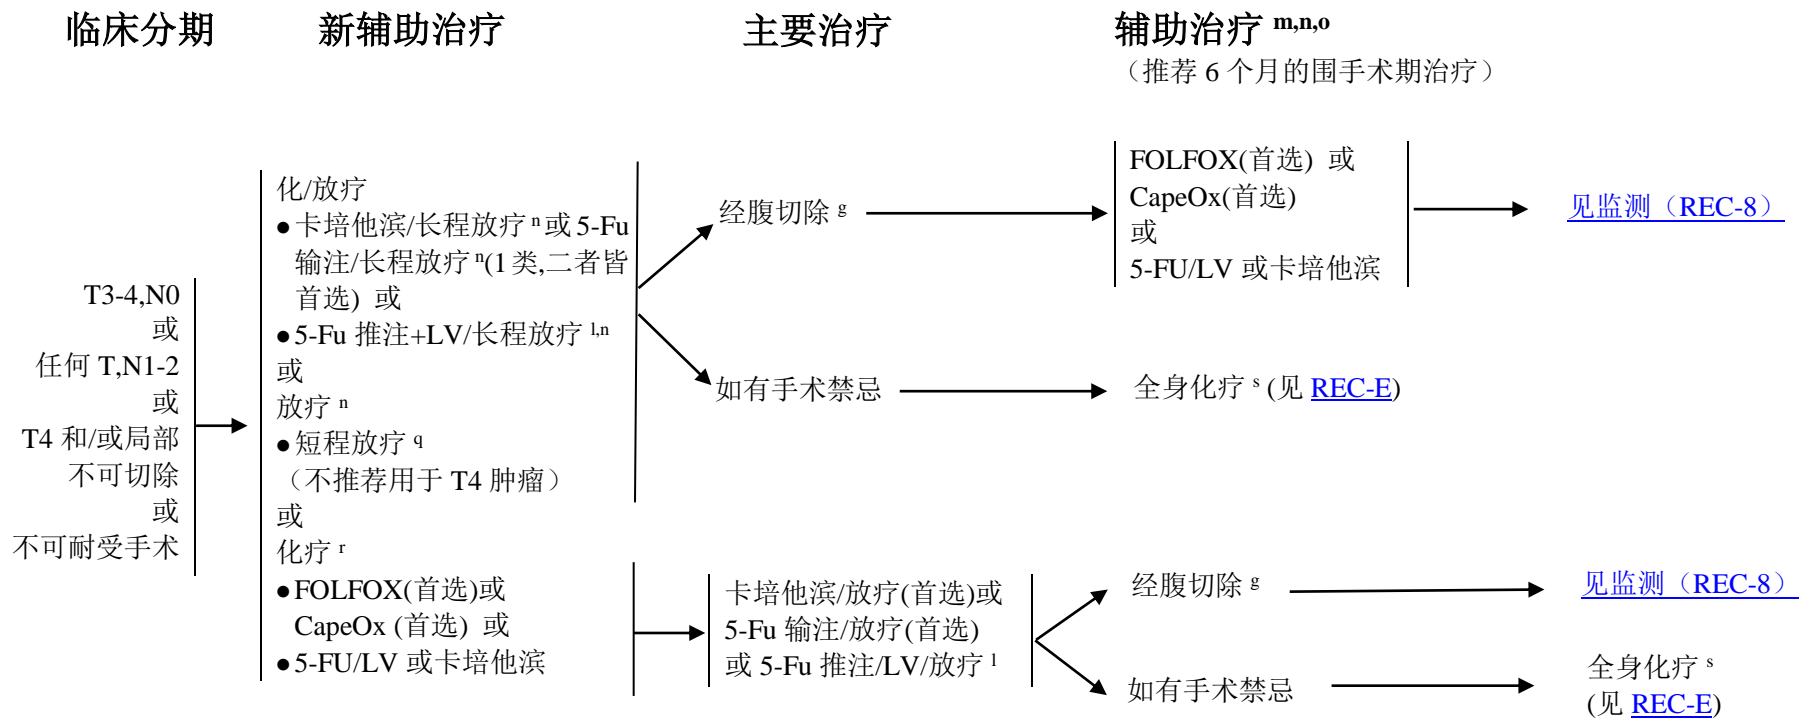 临床分期
新辅助治疗
主要治疗
辅助治疗 m,n,o
（推荐 6 个月的围手术期治疗）
T3-4,N0
或
任何 T,N1-2
或
T4 和/或局部
不可切除
或
不可耐受手术
化/放疗
●卡培他滨/长程放疗 n 或 5-Fu
输注/长程放疗 n(1 类,二者皆
首选) 或
●5-Fu 推注+LV/长程放疗 l,n
或
放疗 n
●短程放疗 q
（不推荐用于 T4 肿瘤）
或
化疗 r
●FOLFOX(首选)或
CapeOx (首选) 或
●5-FU/LV 或卡培他滨
经腹切除 g
FOLFOX(首选) 或
CapeOx(首选)
或
5-FU/LV 或卡培他滨
见监测（REC-8）
如有手术禁忌
全身化疗 s (见 REC-E)
卡培他滨/放疗(首选)或
5-Fu 输注/放疗(首选)
或 5-Fu 推注/LV/放疗 l
经腹切除 g
见监测（REC-8）
如有手术禁忌
全身化疗 s
(见 REC-E)